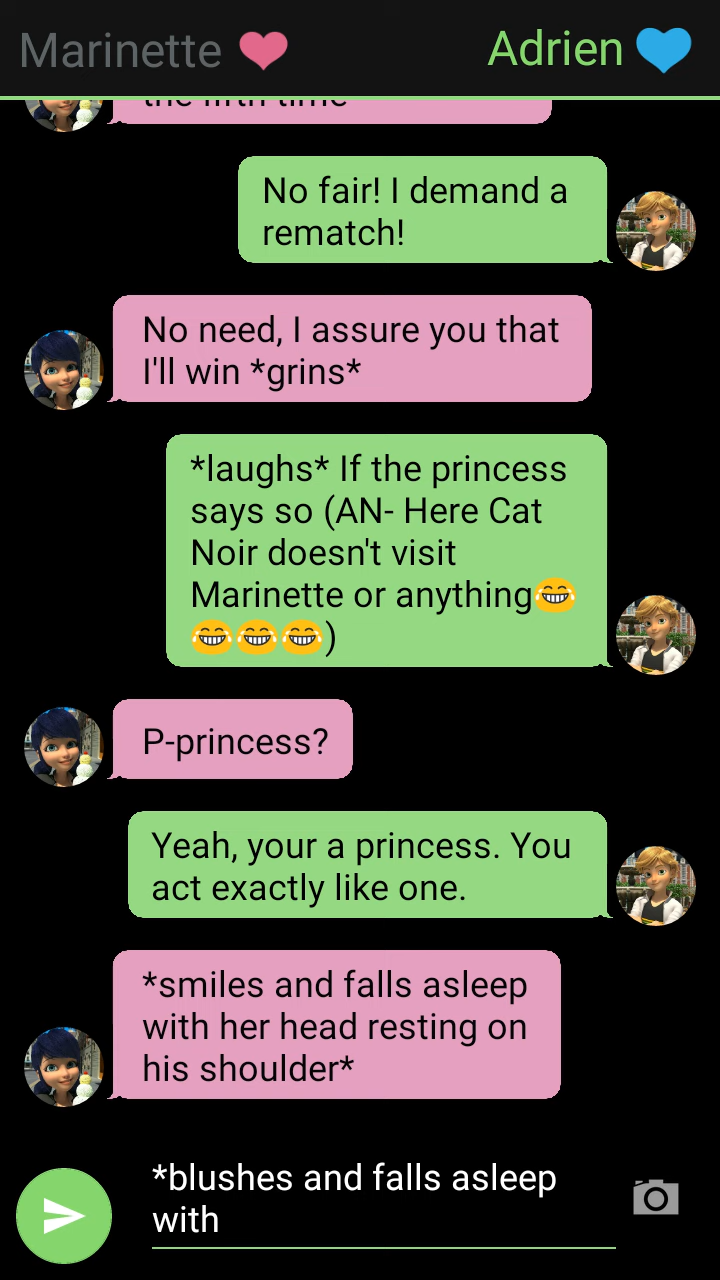 Marinette
Adrien
the fifth time
No fair! I demand a
rematch!
No need, I assure you that
I'll win *grins*
*laughs* If the princess
says so (AN- Here Cat
Noir doesn't visit
Marinette or anything😂
😂😂😂)
P-princess?
Yeah, your a princess. You
act exactly like one.
*smiles and falls asleep
with her head resting on
his shoulder*
*blushes and falls asleep
with